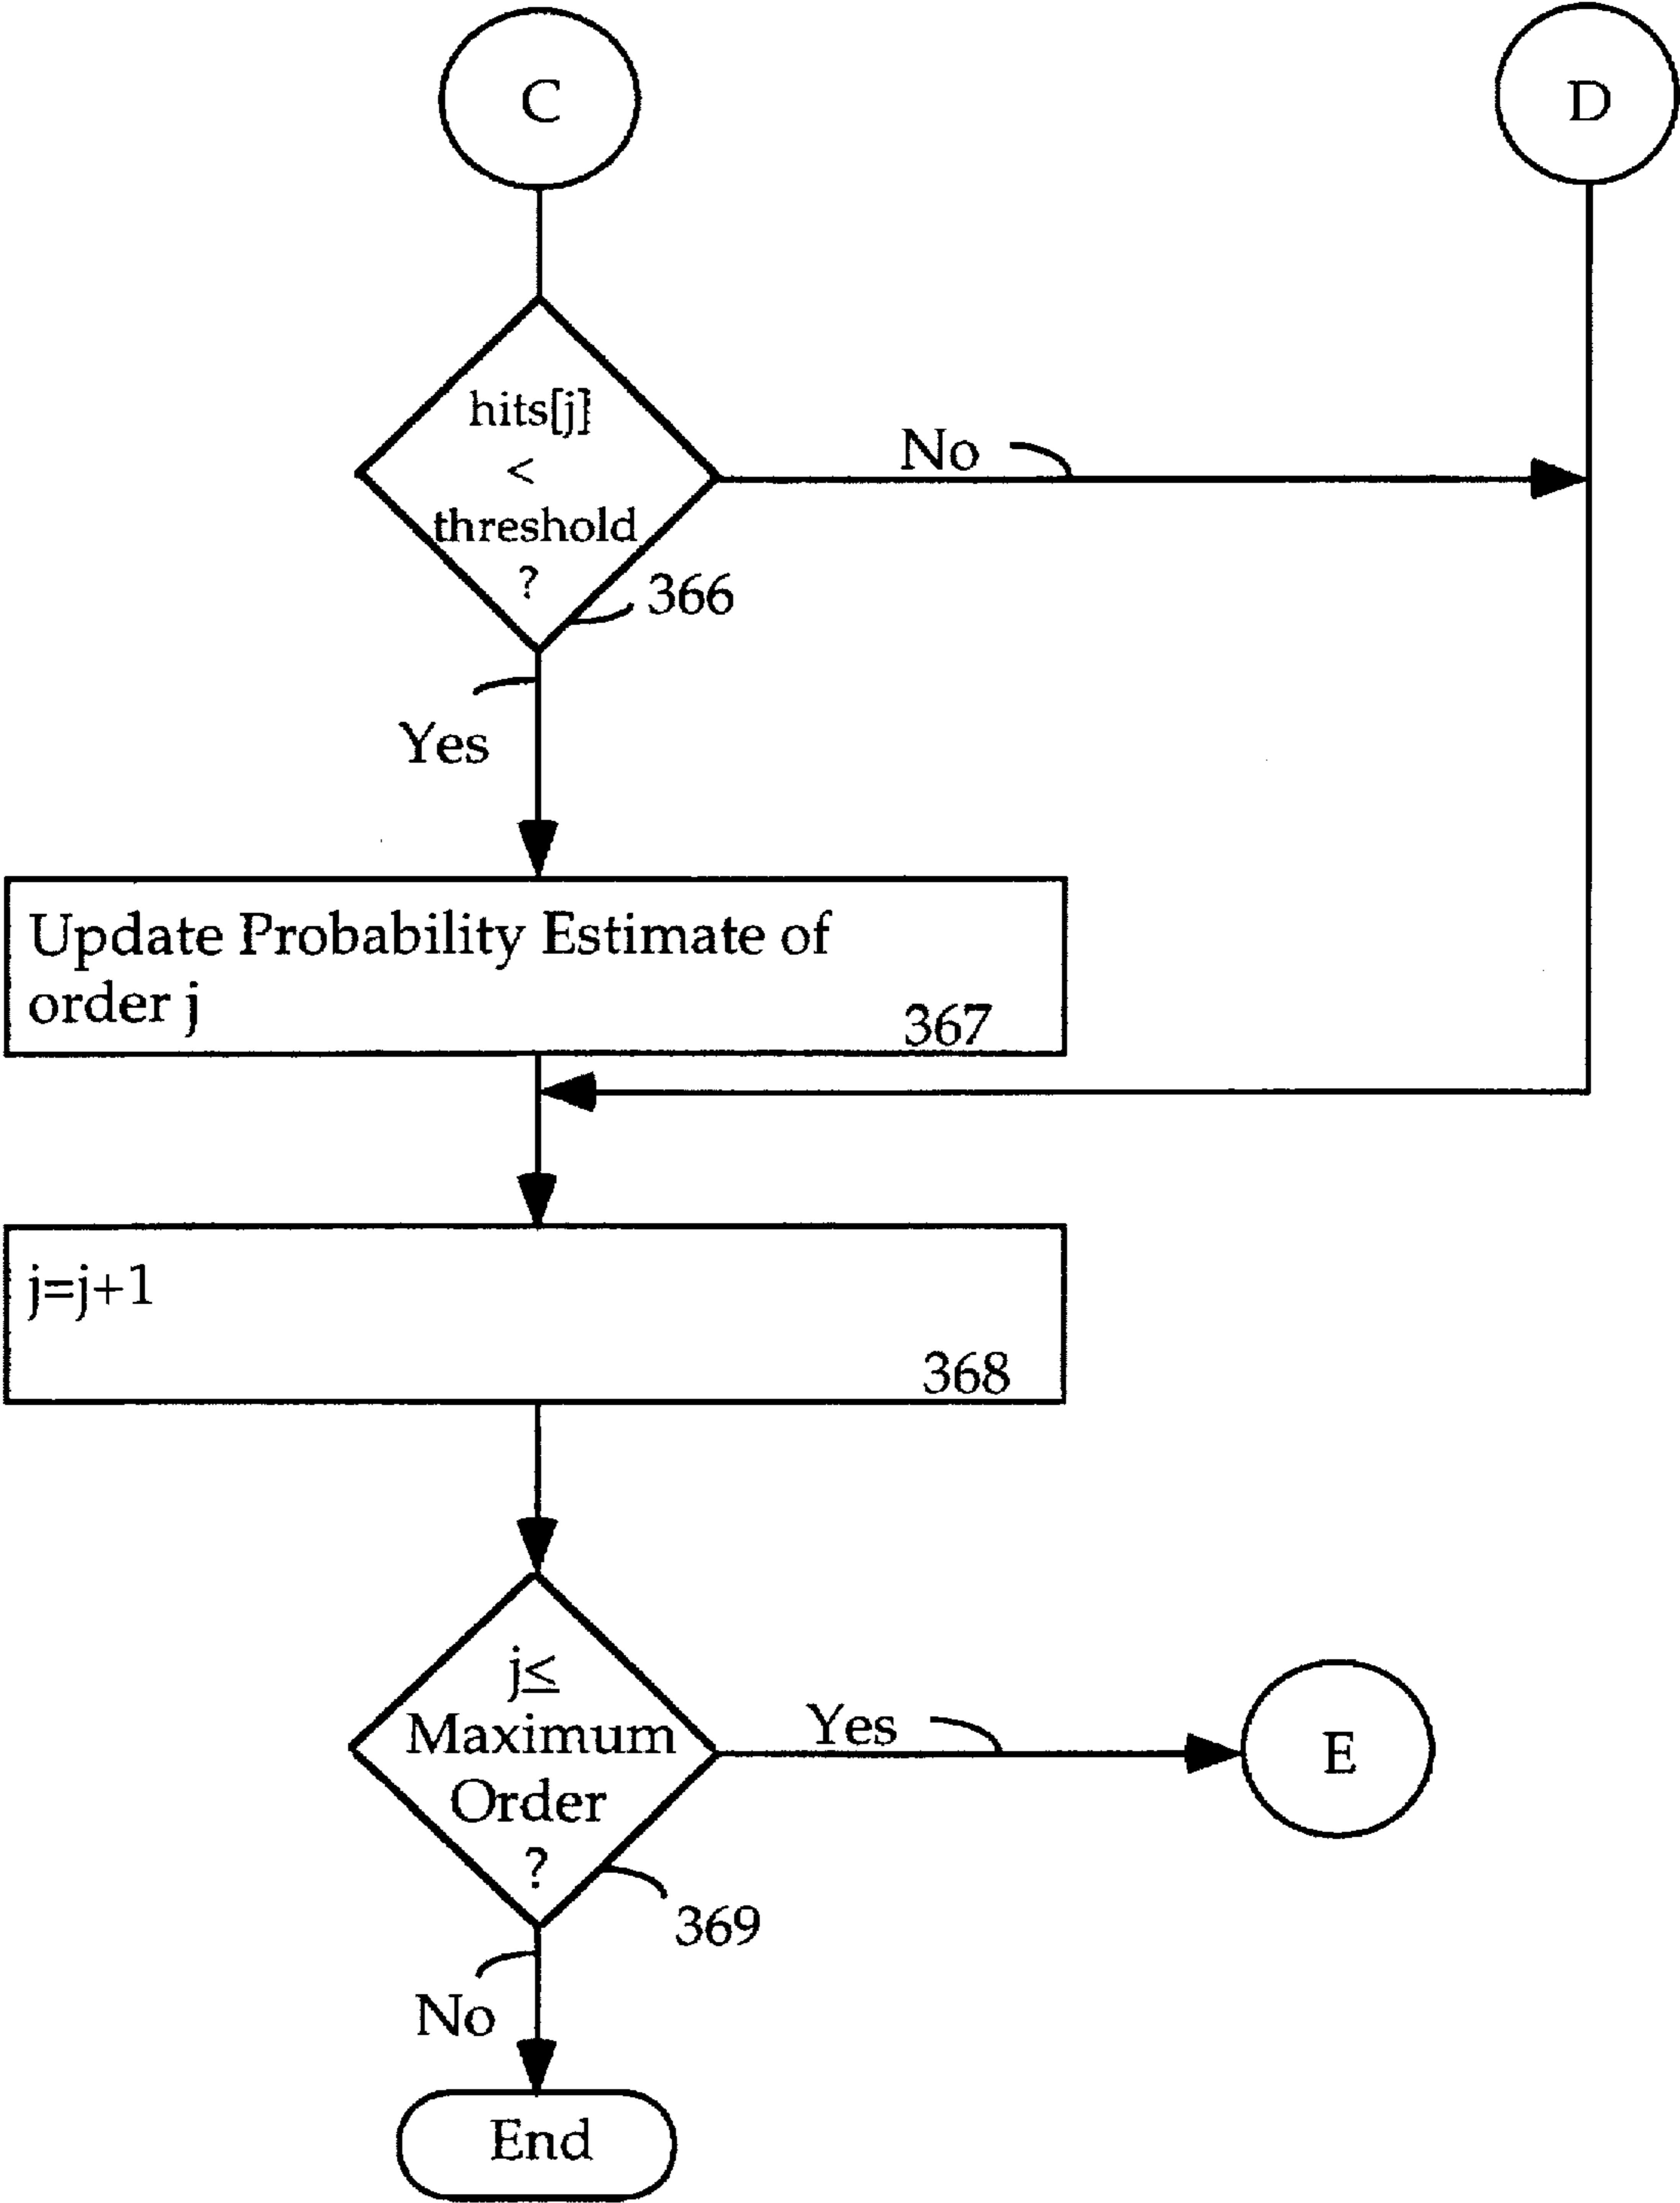 C
D
hits[j]
<
threshold
?
366
No
Yes
Update Probability Estimate of
order j
367
j=j+1
368
j≤
Maximum
Order
?
369
Yes
E
No
End